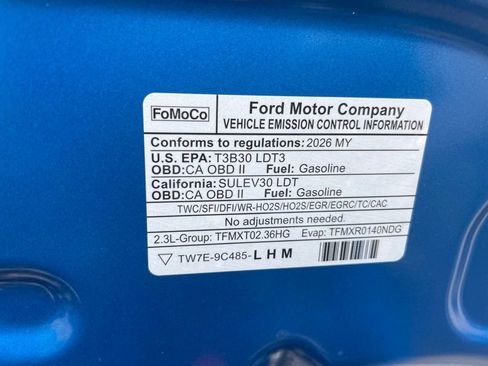 FoMoCo
Ford Motor Company
VEHICLE EMISSION CONTROL INFORMATION
Conforms to regulations: 2026 MY
U.S. EPA: T3B30 LDT3
OBD: CA OBD II Fuel: Gasoline
California: SULEV30 LDT
OBD: CA OBD II Fuel: Gasoline
TWC/SFI/DFI/WR-HO2S/HO2S/EGR/EGRC/TC/CAC
No adjustments needed.
2.3L-Group: TFMXT02.36HG Evap: TFMXR0140NDG
TW7E-9C485-LHM